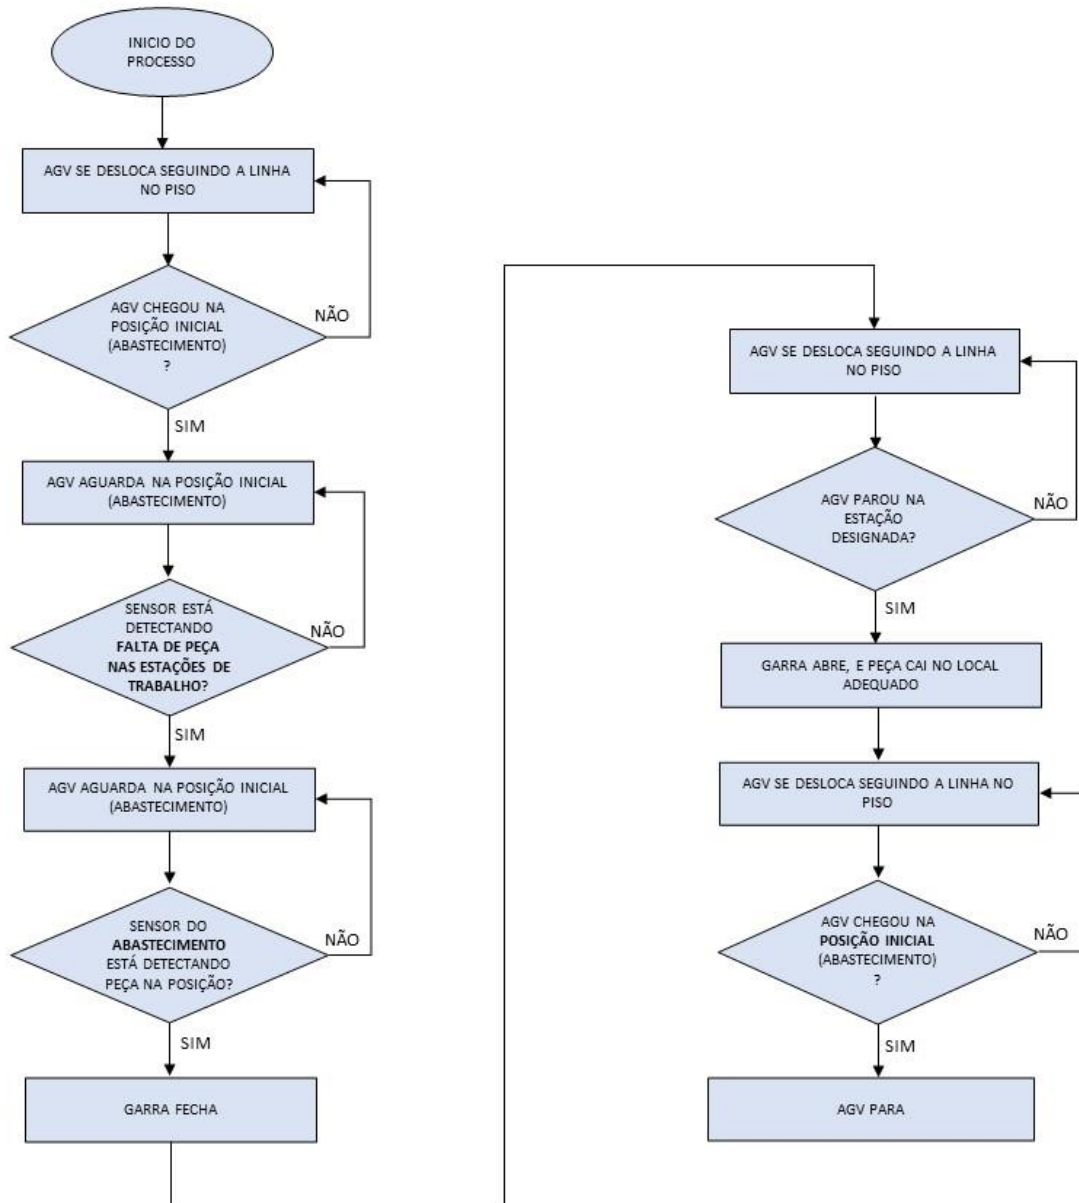 INICIO DO
PROCESSO
AGV SE DESLOCA SEGUINDO A LINHA
NO PISO
AGV CHEGOU NA
POSIÇÃO INICIAL
(ABASTECIMENTO)
?
NÃO
SIM
AGV AGUARDA NA POSIÇÃO INICIAL
(ABASTECIMENTO)
SENSOR ESTÁ
DETECTANDO
FALTA DE PEÇA
NAS ESTAÇÕES DE
TRABALHO?
NÃO
SIM
AGV AGUARDA NA POSIÇÃO INICIAL
(ABASTECIMENTO)
SENSOR DO
ABASTECIMENTO
ESTÁ DETECTANDO
PEÇA NA POSIÇÃO?
NÃO
SIM
GARRA FECHA
AGV SE DESLOCA SEGUINDO A LINHA
NO PISO
AGV PAROU NA
ESTAÇÃO
DESIGNADA?
NÃO
SIM
GARRA ABRE, E PEÇA CAI NO LOCAL
ADEQUADO
AGV SE DESLOCA SEGUINDO A LINHA NO
PISO
AGV CHEGOU NA
POSIÇÃO INICIAL
(ABASTECIMENTO)
?
NÃO
SIM
AGV PARA